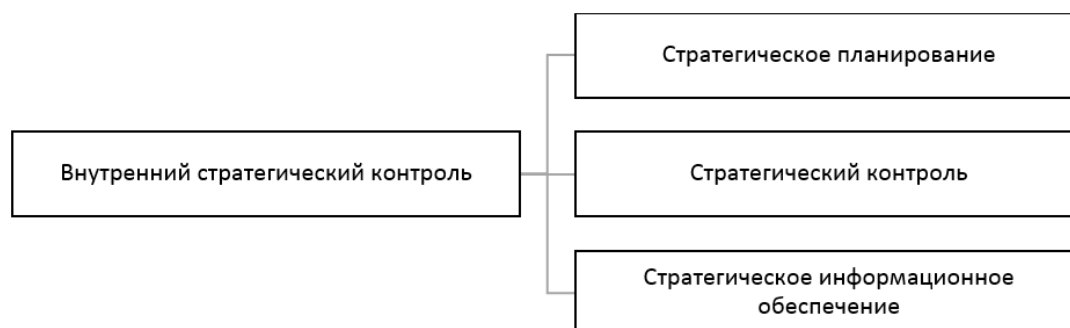 Стратегическое планирование
Внутренний стратегический контроль
Стратегический контроль
Стратегическое информационное
обеспечение